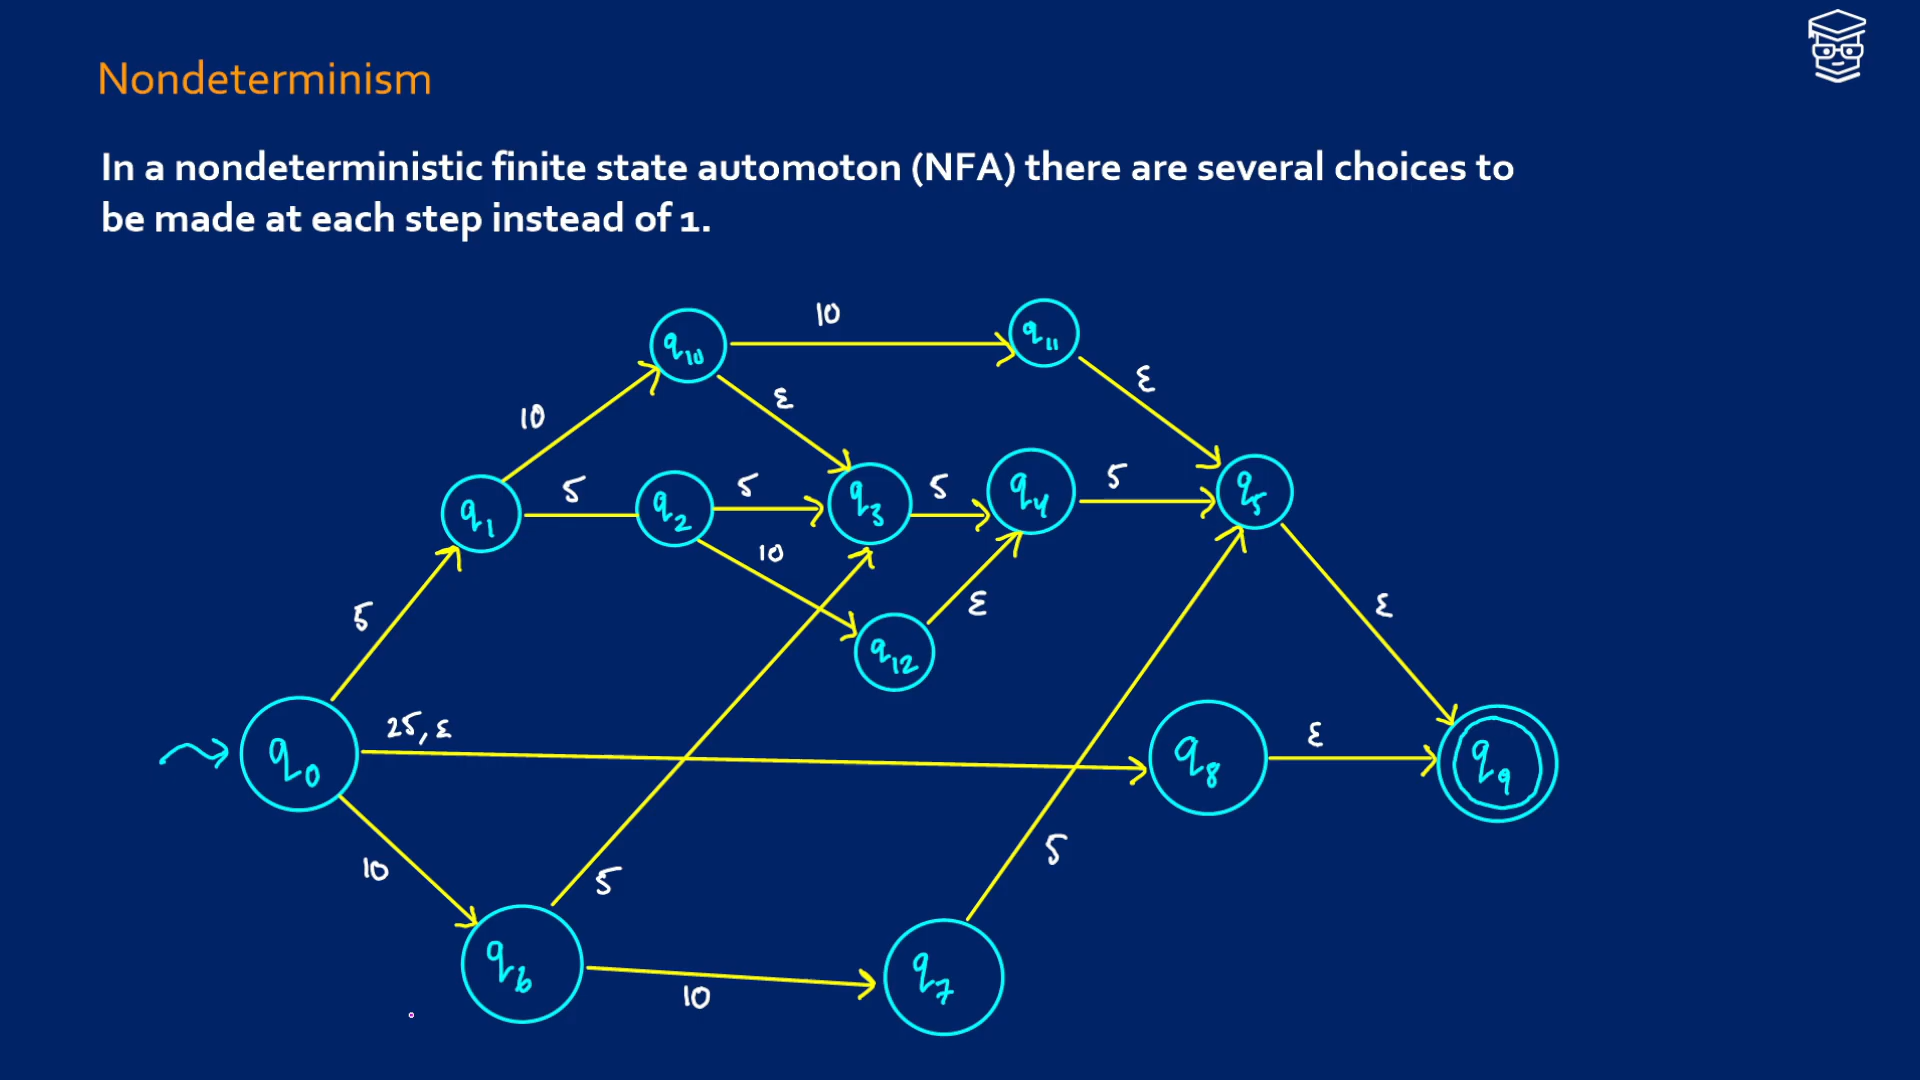 Nondeterminism
In a nondeterministic finite state automoton (NFA) there are several choices to
be made at each step instead of 1.
10
q11
q10
ε
ε
10
5
5
5
5
q1
q2
q3
q4
q5
10
5
ε
ε
q12
25, ε
ε
q0
q8
q9
5
10
5
q6
q7
10